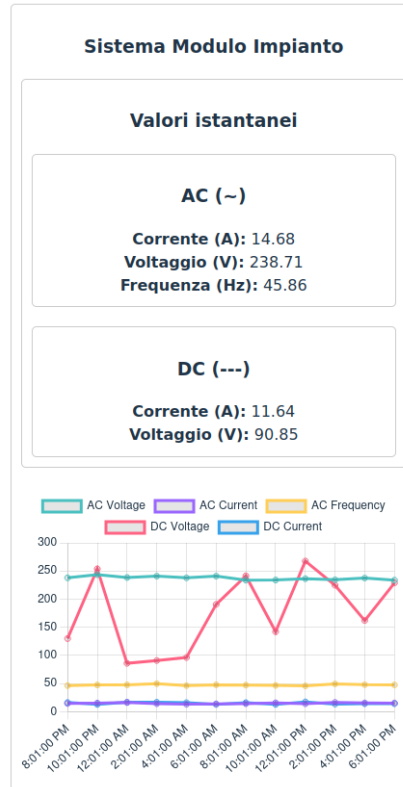 Sistema Modulo Impianto
Valori istantanei
AC (~)
Corrente (A): 14.68
Voltaggio (V): 238.71
Frequenza (Hz): 45.86
DC (---)
Corrente (A): 11.64
Voltaggio (V): 90.85
AC Voltage AC Current AC Frequency
DC Voltage DC Current
300
250
200
150
100
50
0
8:01:00 PM 10:01:00 PM 12:01:00 AM 2:01:00 AM 4:01:00 AM 6:01:00 AM 8:01:00 AM 10:01:00 AM 12:01:00 PM 2:01:00 PM 4:01:00 PM 6:01:00 PM